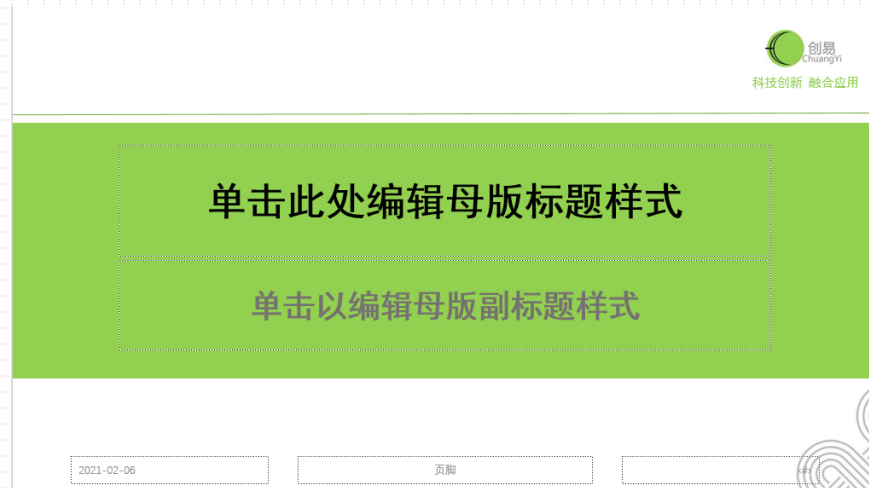 创易
ChuangYi
科技创新 融合应用
单击此处编辑母版标题样式
单击以编辑母版副标题样式
2021-02-06
页脚